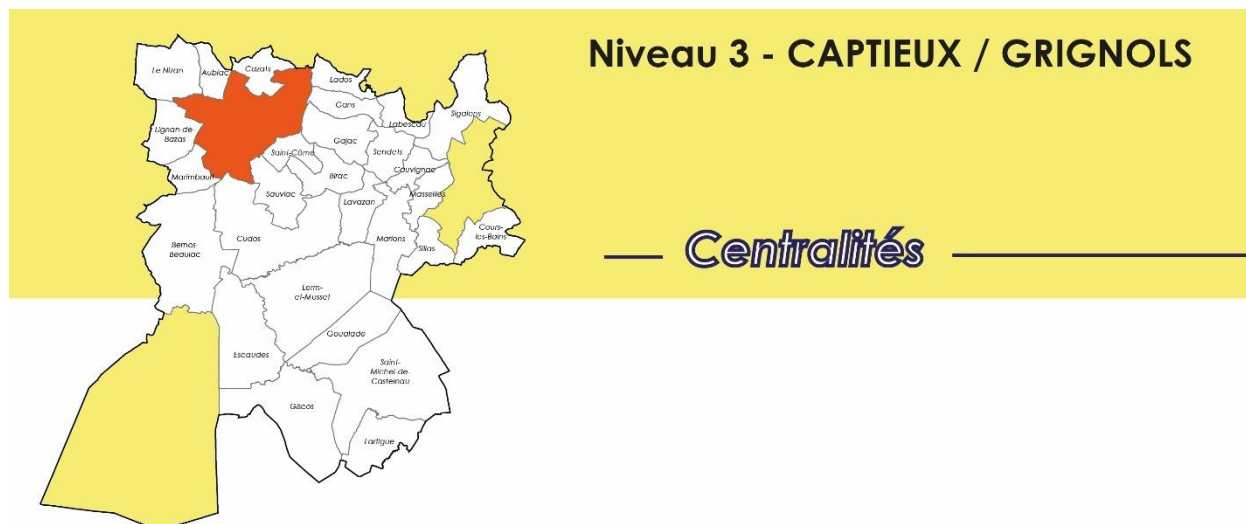 Niveau 3 - CAPTIEUX / GRIGNOLS
Centralités
Le Nizan
Aubiac
Cazats
Lados
Gans
Labescau
Sigalens
Lignan-de-
Bazas
Saint-Côme
Gajac
Sendets
Cauvignac
Marimbault
Birac
Masseilles
Sauviac
Lavazan
Cours-
les-Bains
Bernos-
Beaulac
Cudos
Marions
Sillas
Lerm-
et-Musset
Goualade
Escaudes
Saint-
Michel-de-
Castelnau
Giscos
Lartigue